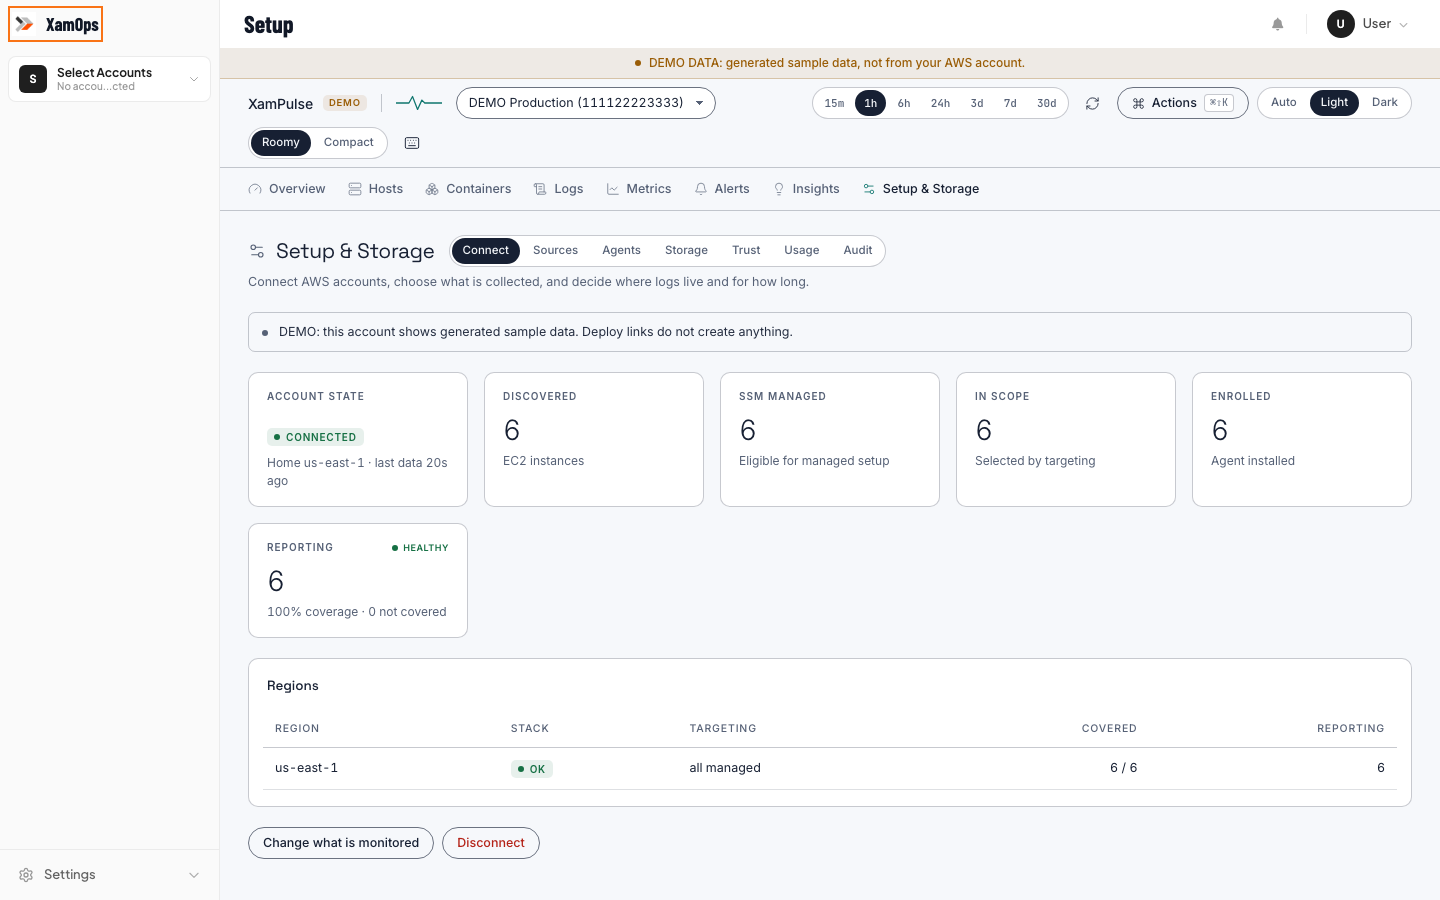 XamOps
Setup
U
User
S
Select Accounts
No accou...cted
DEMO DATA: generated sample data, not from your AWS account.
XamPulse
DEMO
DEMO Production (111122223333)
15m
1h
6h
24h
3d
7d
30d
Actions
⌘⇧K
Auto
Light
Dark
Roomy
Compact
Overview
Hosts
Containers
Logs
Metrics
Alerts
Insights
Setup & Storage
Setup & Storage
Connect
Sources
Agents
Storage
Trust
Usage
Audit
Connect AWS accounts, choose what is collected, and decide where logs live and for how long.
DEMO: this account shows generated sample data. Deploy links do not create anything.
ACCOUNT STATE
CONNECTED
Home us-east-1 · last data 20s
ago
DISCOVERED
6
EC2 instances
SSM MANAGED
6
Eligible for managed setup
IN SCOPE
6
Selected by targeting
ENROLLED
6
Agent installed
REPORTING
HEALTHY
6
100% coverage · 0 not covered
Regions
REGION
STACK
TARGETING
COVERED
REPORTING
us-east-1
OK
all managed
6 / 6
6
Change what is monitored
Disconnect
Settings